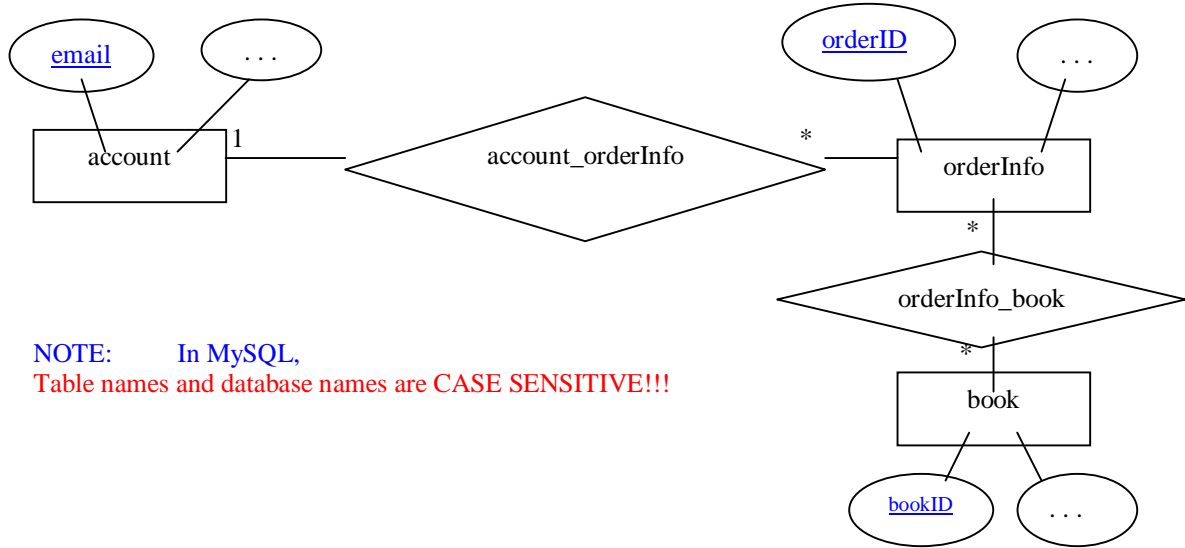 email
. . .
orderID
. . .
account
1
account_orderInfo
*
orderInfo
*
orderInfo_book
NOTE: In MySQL,
*
Table names and database names are CASE SENSITIVE!!!
book
bookID
. . .